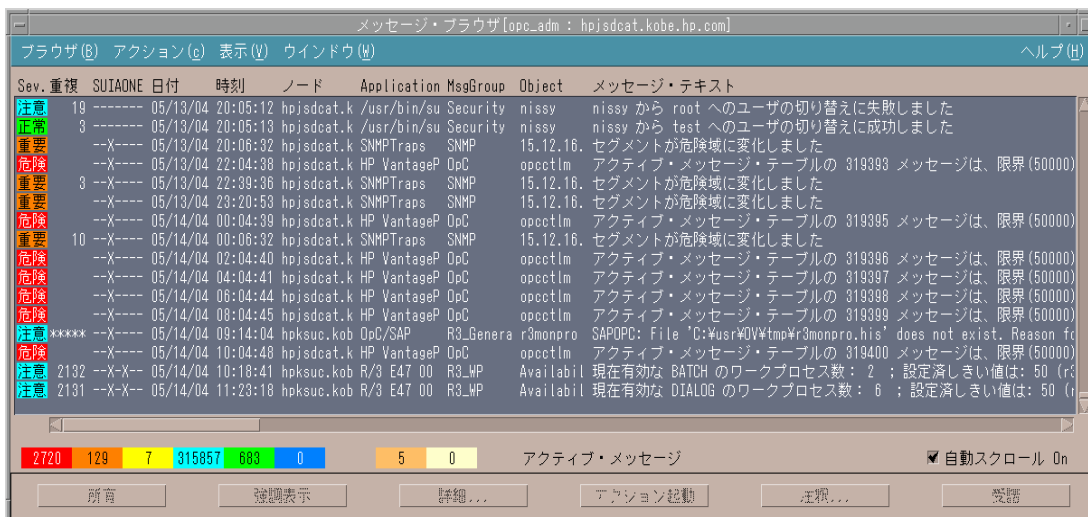 メッセージ・ブラウザ[opc_adm : hpjsdcat.kobe.hp.com]
ブラウザ(B) アクション(c) 表示(V) ウインドウ(W) ヘルプ(H)
Sev. 重複 SUIAONE 日付 時刻 ノード Application MsgGroup Object メッセージ・テキスト
注意 19 ------- 05/13/04 20:05:12 hpjsdcat.k /usr/bin/su Security nissy nissy から root へのユーザの切り替えに失敗しました
正常 3 ------- 05/13/04 20:05:13 hpjsdcat.k /usr/bin/su Security nissy nissy から test へのユーザの切り替えに成功しました
重要 --X---- 05/13/04 20:06:32 hpjsdcat.k SNMPTraps SNMP 15.12.16. セグメントが危険域に変化しました
危険 --X---- 05/13/04 22:04:38 hpjsdcat.k HP VantageP OpC opcctlm アクティブ・メッセージ・テーブルの 319393 メッセージは、限界(50000)
重要 3 --X---- 05/13/04 22:39:36 hpjsdcat.k SNMPTraps SNMP 15.12.16. セグメントが危険域に変化しました
重要 --X---- 05/13/04 23:20:53 hpjsdcat.k SNMPTraps SNMP 15.12.16. セグメントが危険域に変化しました
危険 --X---- 05/14/04 00:04:39 hpjsdcat.k HP VantageP OpC opcctlm アクティブ・メッセージ・テーブルの 319395 メッセージは、限界(50000)
重要 10 --X---- 05/14/04 00:06:32 hpjsdcat.k SNMPTraps SNMP 15.12.16. セグメントが危険域に変化しました
危険 --X---- 05/14/04 02:04:40 hpjsdcat.k HP VantageP OpC opcctlm アクティブ・メッセージ・テーブルの 319396 メッセージは、限界(50000)
危険 --X---- 05/14/04 04:04:41 hpjsdcat.k HP VantageP OpC opcctlm アクティブ・メッセージ・テーブルの 319397 メッセージは、限界(50000)
危険 --X---- 05/14/04 06:04:44 hpjsdcat.k HP VantageP OpC opcctlm アクティブ・メッセージ・テーブルの 319398 メッセージは、限界(50000)
危険 --X---- 05/14/04 08:04:45 hpjsdcat.k HP VantageP OpC opcctlm アクティブ・メッセージ・テーブルの 319399 メッセージは、限界(50000)
注意 ***** --X---- 05/14/04 09:14:04 hpksuc.kob OpC/SAP R3_Genera r3monpro SAPOPC: File 'C:¥usr¥OV¥tmp¥r3monpro.his' does not exist. Reason fo
危険 --X---- 05/14/04 10:04:48 hpjsdcat.k HP VantageP OpC opcctlm アクティブ・メッセージ・テーブルの 319400 メッセージは、限界(50000)
注意 2132 --X-X-- 05/14/04 10:18:41 hpksuc.kob R/3 E47 00 R3_WP Availabil 現在有効な BATCH のワークプロセス数： 2 ；設定済しきい値は: 50 (r3
注意 2131 --X-X-- 05/14/04 11:23:18 hpksuc.kob R/3 E47 00 R3_WP Availabil 現在有効な DIALOG のワークプロセス数： 6 ；設定済しきい値は: 50 (r
2720 129 7 315857 683 0 5 0 アクティブ・メッセージ 自動スクロール On
所有 強調表示 詳細... アクション起動 注釈... 受諾